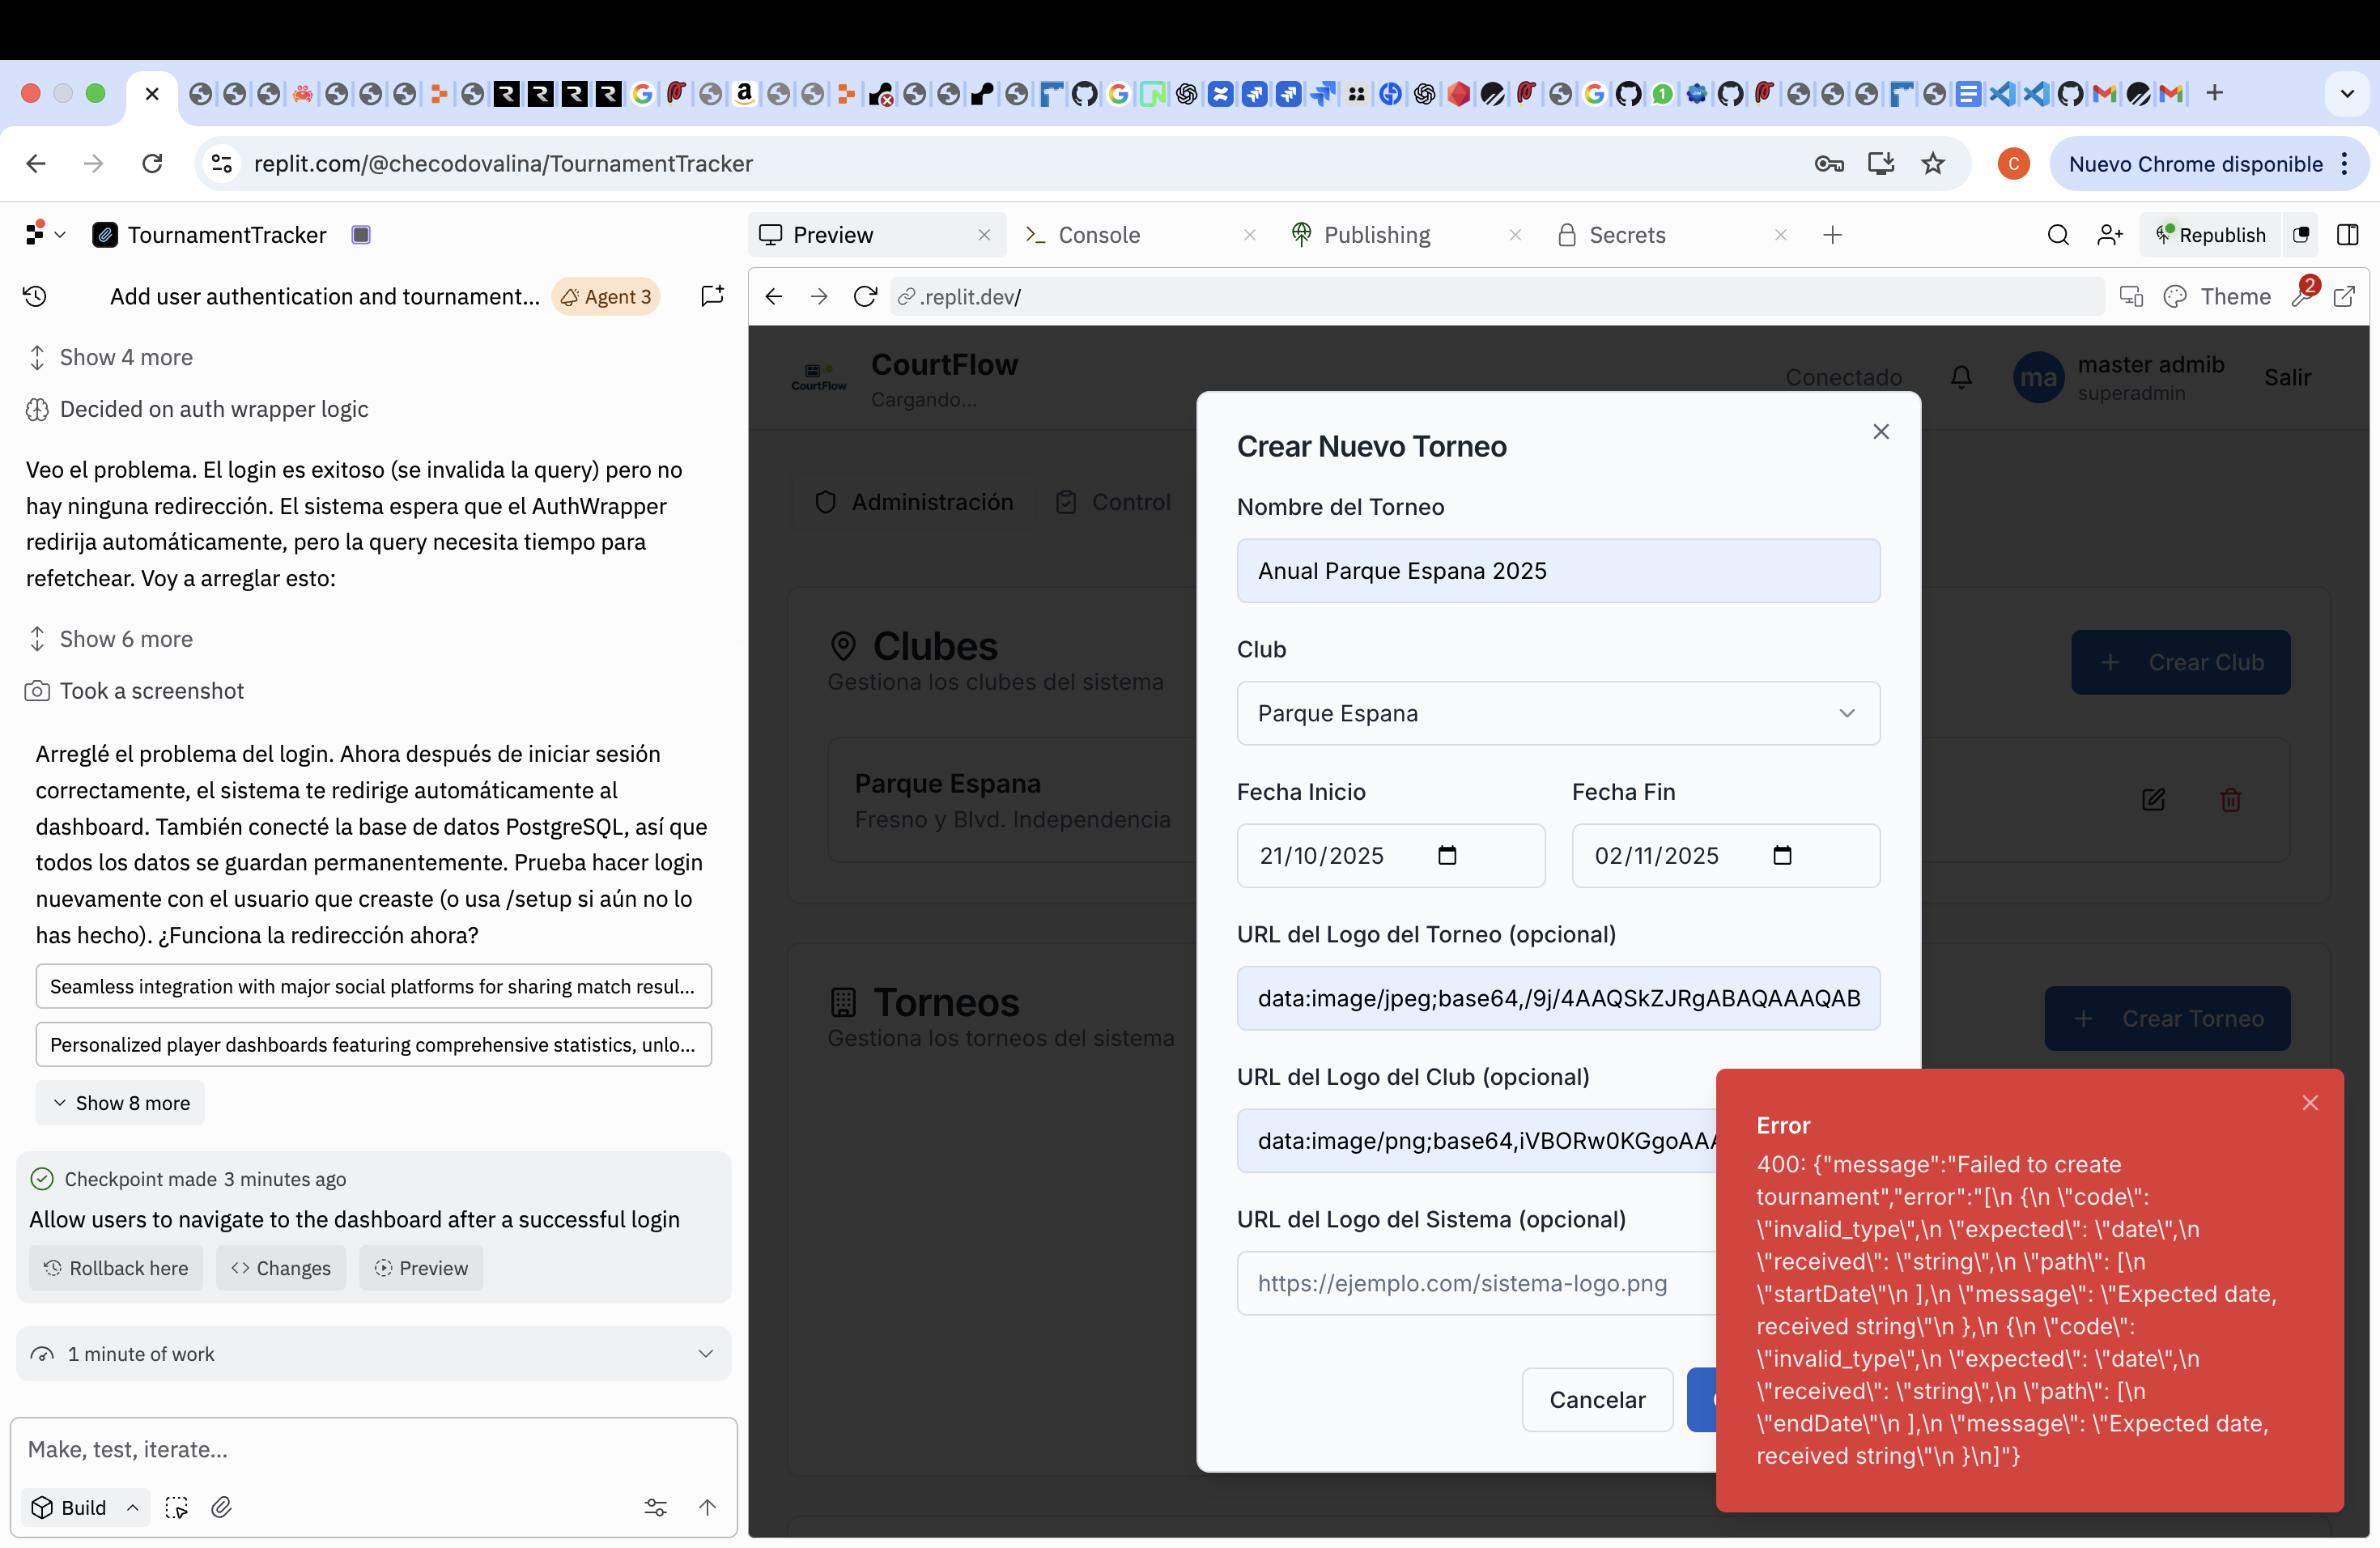 replit.com/@checodovalina/TournamentTracker
C
Nuevo Chrome disponible
TournamentTracker
Preview
Console
Publishing
Secrets
Republish
Add user authentication and tournament...
Agent 3
.replit.dev/
Theme
2
Show 4 more
Decided on auth wrapper logic
Veo el problema. El login es exitoso (se invalida la query) pero no
hay ninguna redirección. El sistema espera que el AuthWrapper
redirija automáticamente, pero la query necesita tiempo para
refetchear. Voy a arreglar esto:
Show 6 more
Took a screenshot
Arreglé el problema del login. Ahora después de iniciar sesión
correctamente, el sistema te redirige automáticamente al
dashboard. También conecté la base de datos PostgreSQL, así que
todos los datos se guardan permanentemente. Prueba hacer login
nuevamente con el usuario que creaste (o usa /setup si aún no lo
has hecho). ¿Funciona la redirección ahora?
Seamless integration with major social platforms for sharing match resul...
Personalized player dashboards featuring comprehensive statistics, unlo...
Show 8 more
Checkpoint made 3 minutes ago
Allow users to navigate to the dashboard after a successful login
Rollback here
Changes
Preview
1 minute of work
Make, test, iterate...
Build
CourtFlow
CourtFlow
Cargando...
Conectado
ma
master admib
superadmin
Salir
Administración
Control
Clubes
Gestiona los clubes del sistema
Crear Club
Parque Espana
Fresno y Blvd. Independencia
Torneos
Gestiona los torneos del sistema
Crear Torneo
Crear Nuevo Torneo
Nombre del Torneo
Anual Parque Espana 2025
Club
Parque Espana
Fecha Inicio
Fecha Fin
21/10/2025
02/11/2025
URL del Logo del Torneo (opcional)
data:image/jpeg;base64,/9j/4AAQSkZJRgABAQAAAQAB
URL del Logo del Club (opcional)
data:image/png;base64,iVBORw0KGgoAAA
URL del Logo del Sistema (opcional)
https://ejemplo.com/sistema-logo.png
Cancelar
Error
400: {"message":"Failed to create
tournament","error":"[\n {\n \"code\":
\"invalid_type\",\n \"expected\": \"date\",\n
\"received\": \"string\",\n \"path\": [\n
\"startDate\"\n ],\n \"message\": \"Expected date,
received string\"\n },\n {\n \"code\":
\"invalid_type\",\n \"expected\": \"date\",\n
\"received\": \"string\",\n \"path\": [\n
\"endDate\"\n ],\n \"message\": \"Expected date,
received string\"\n }\n]"}